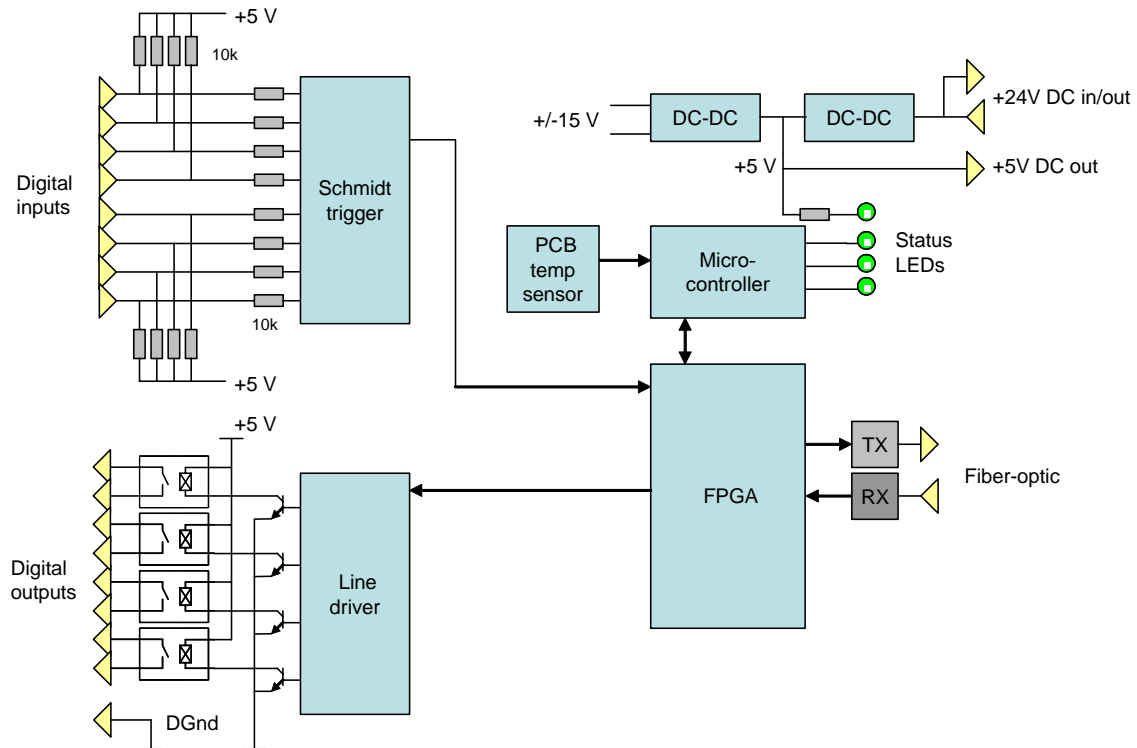 +5 V
10k
Digital
inputs
Schmidt
trigger
10k
+5 V
+/-15 V
DC-DC
DC-DC
+24V DC in/out
+5 V
+5V DC out
PCB
temp
sensor
Micro-
controller
Status
LEDs
+5 V
Digital
outputs
Line
driver
FPGA
TX
RX
Fiber-optic
DGnd